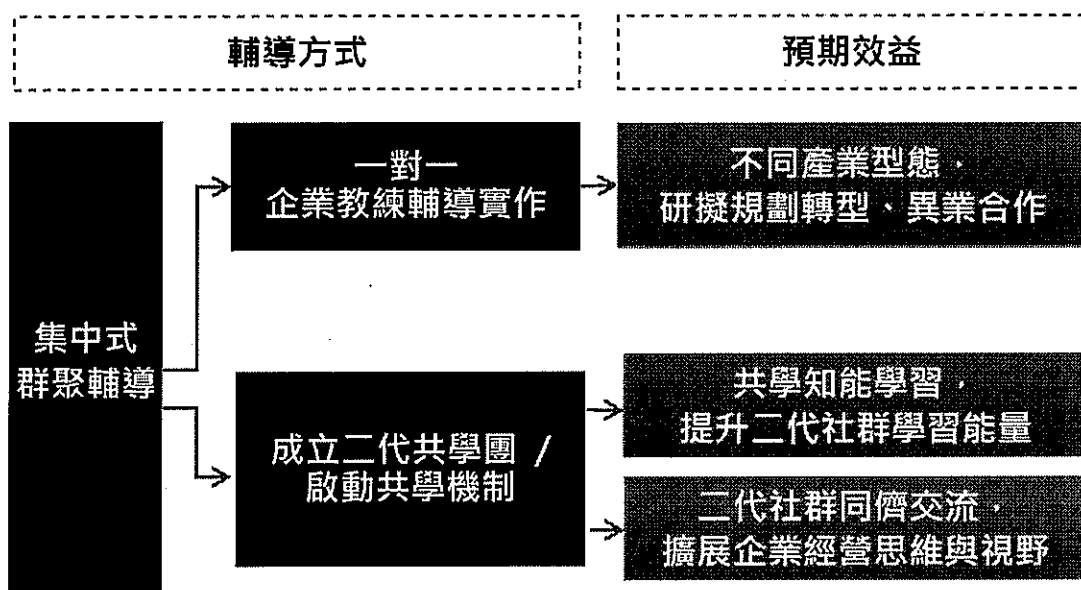 輔導方式
預期效益
集中式
群聚輔導
一對一
企業教練輔導實作
不同產業型態，
研擬規劃轉型、異業合作
成立二代共學團 /
啟動共學機制
共學知能學習，
提升二代社群學習能量
二代社群同儕交流，
擴展企業經營思維與視野